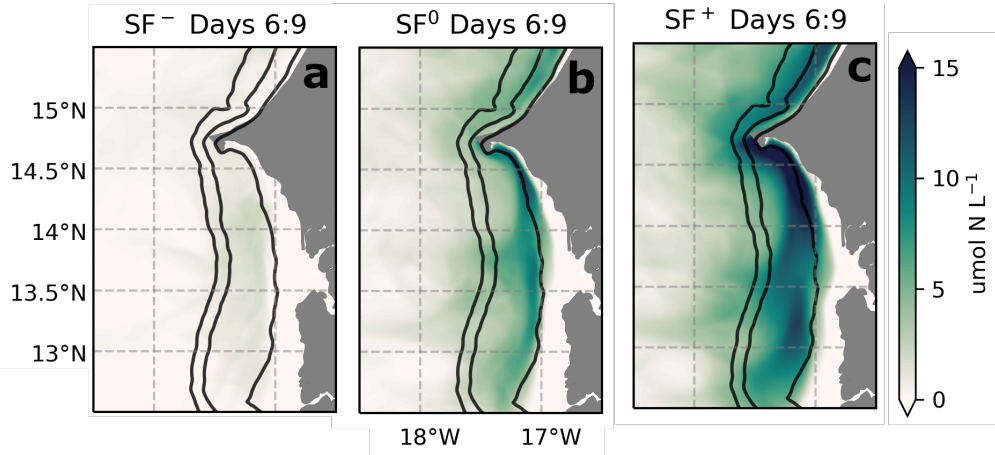 SF⁻ Days 6:9
SF⁰ Days 6:9
SF⁺ Days 6:9
a
b
c
15°N
14.5°N
14°N
13.5°N
13°N
18°W
17°W
15
10
5
0
umol N L⁻¹